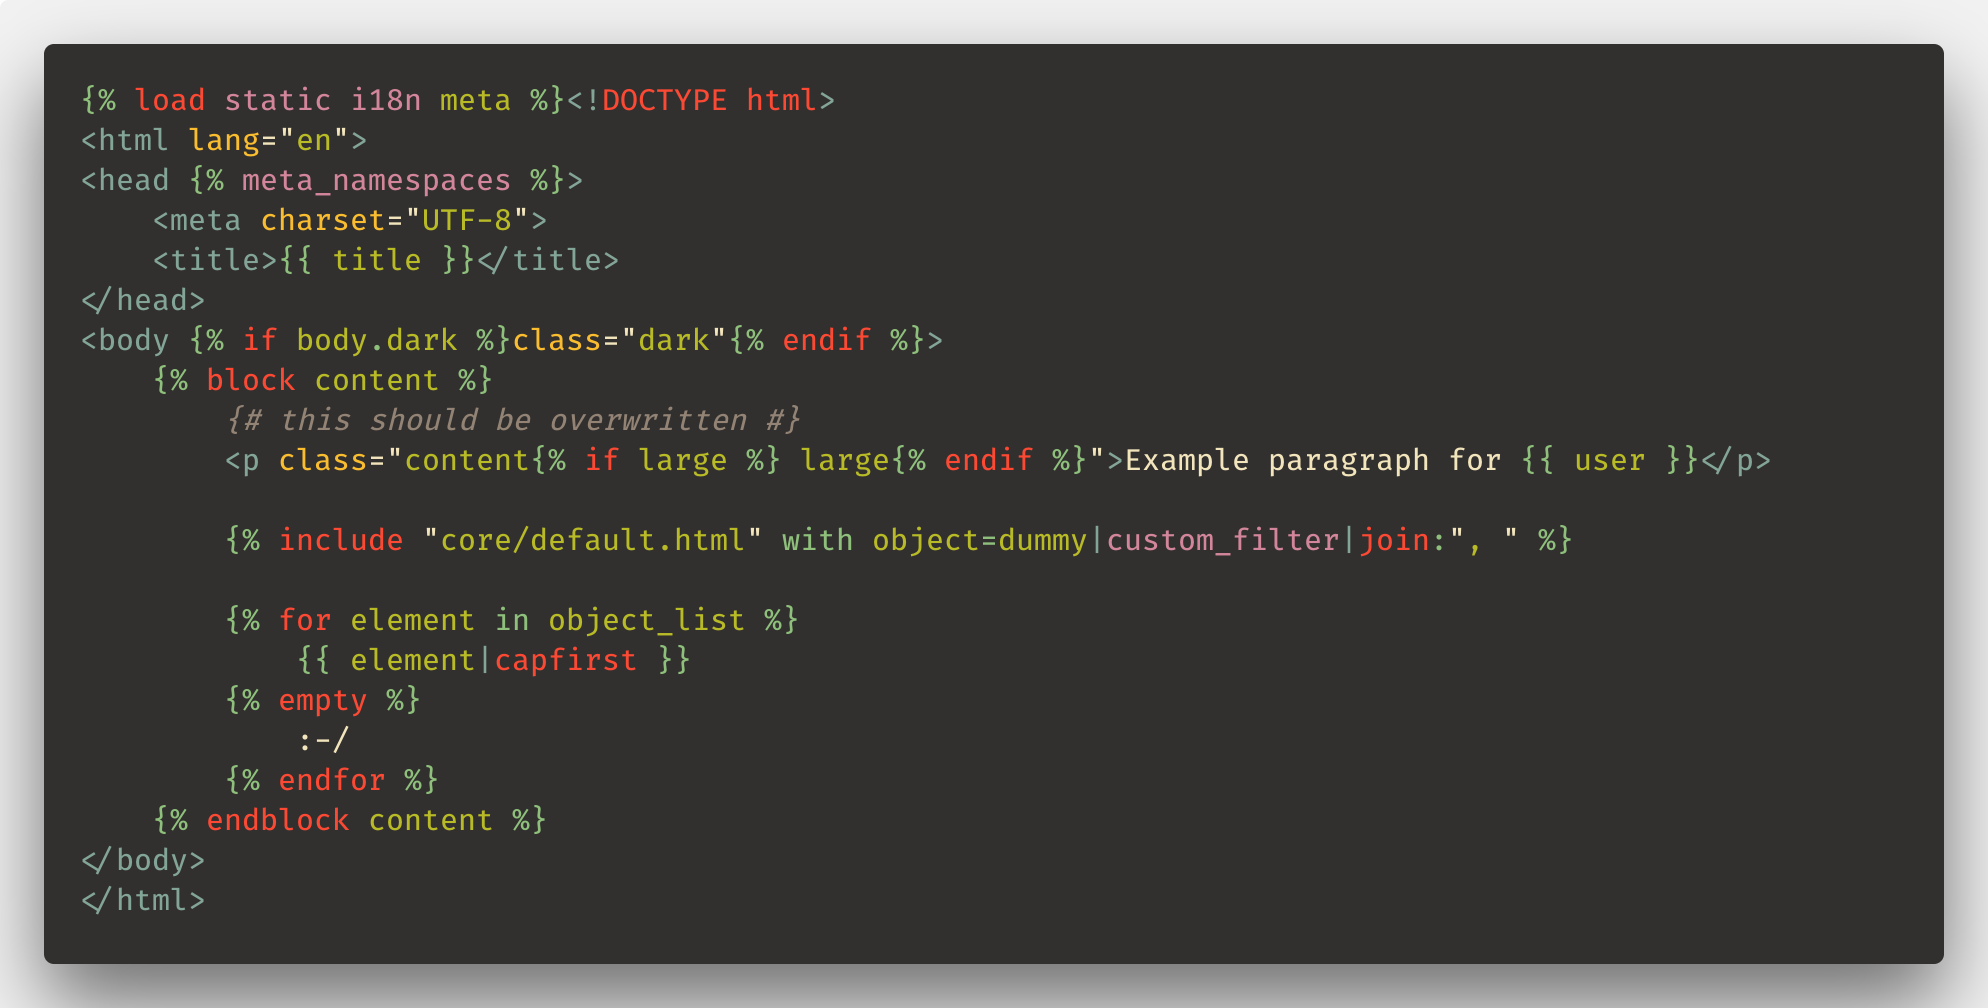 {% load static i18n meta %}<!DOCTYPE html>
<html lang="en">
<head {% meta_namespaces %}>
    <meta charset="UTF-8">
    <title>{{ title }}</title>
</head>
<body {% if body.dark %}class="dark"{% endif %}>
    {% block content %}
        {# this should be overwritten #}
        <p class="content{% if large %} large{% endif %}">Example paragraph for {{ user }}</p>

        {% include "core/default.html" with object=dummy|custom_filter|join:", " %}

        {% for element in object_list %}
            {{ element|capfirst }}
        {% empty %}
            :-/
        {% endfor %}
    {% endblock content %}
</body>
</html>